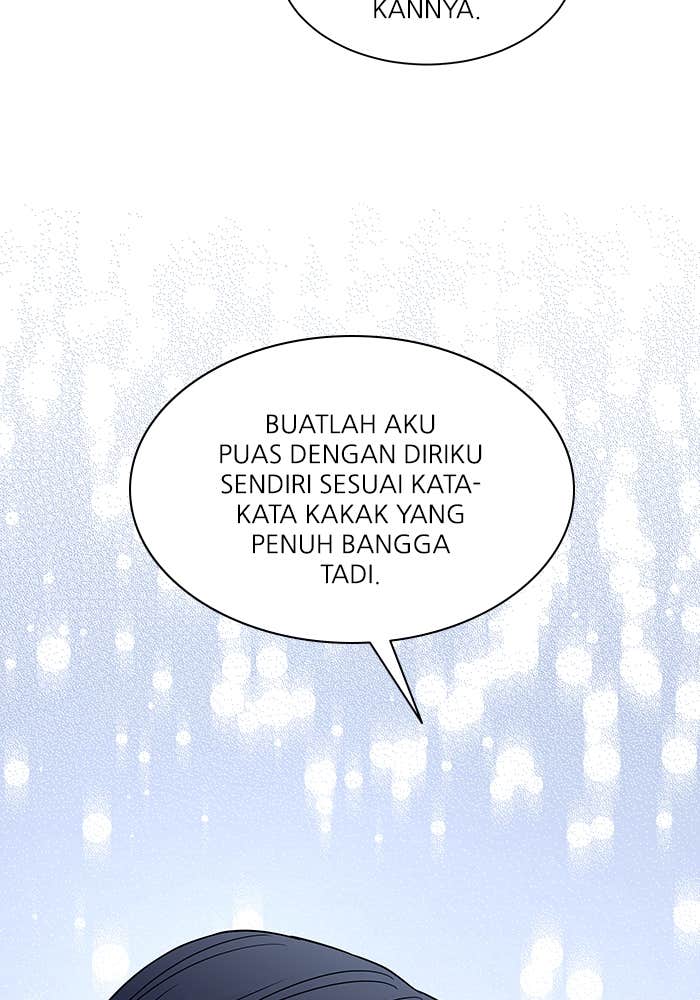 KANNYA.
BUATLAH AKU
PUAS DENGAN DIRIKU
SENDIRI SESUAI KATA-
KATA KAKAK YANG
PENUH BANGGA
TADI.